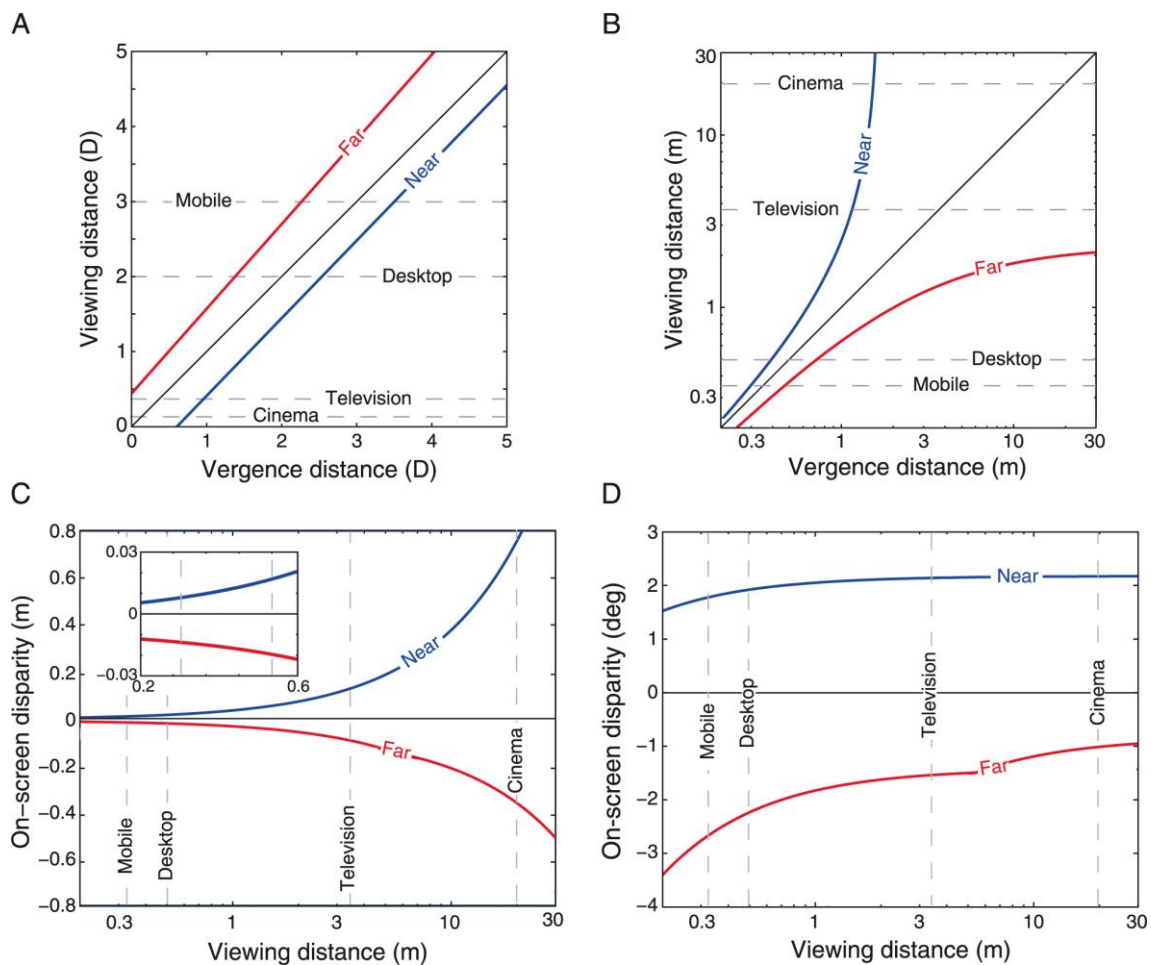 A
5
4
3
2
1
0
Viewing distance (D)
Far
Near
Mobile
Desktop
Television
Cinema
0 1 2 3 4 5
Vergence distance (D)
B
30
10
3
1
0.3
Viewing distance (m)
Cinema
Near
Television
Far
Desktop
Mobile
0.3 1 3 10 30
Vergence distance (m)
C
0.8
0.6
0.4
0.2
0
−0.2
−0.4
−0.6
−0.8
On−screen disparity (m)
0.03
0
−0.03
0.2 0.6
Near
Far
Mobile
Desktop
Television
Cinema
0.3 1 3 10 30
Viewing distance (m)
D
3
2
1
0
−1
−2
−3
−4
On-screen disparity (deg)
Near
Mobile
Desktop
Television
Cinema
Far
0.3 1 3 10 30
Viewing distance (m)